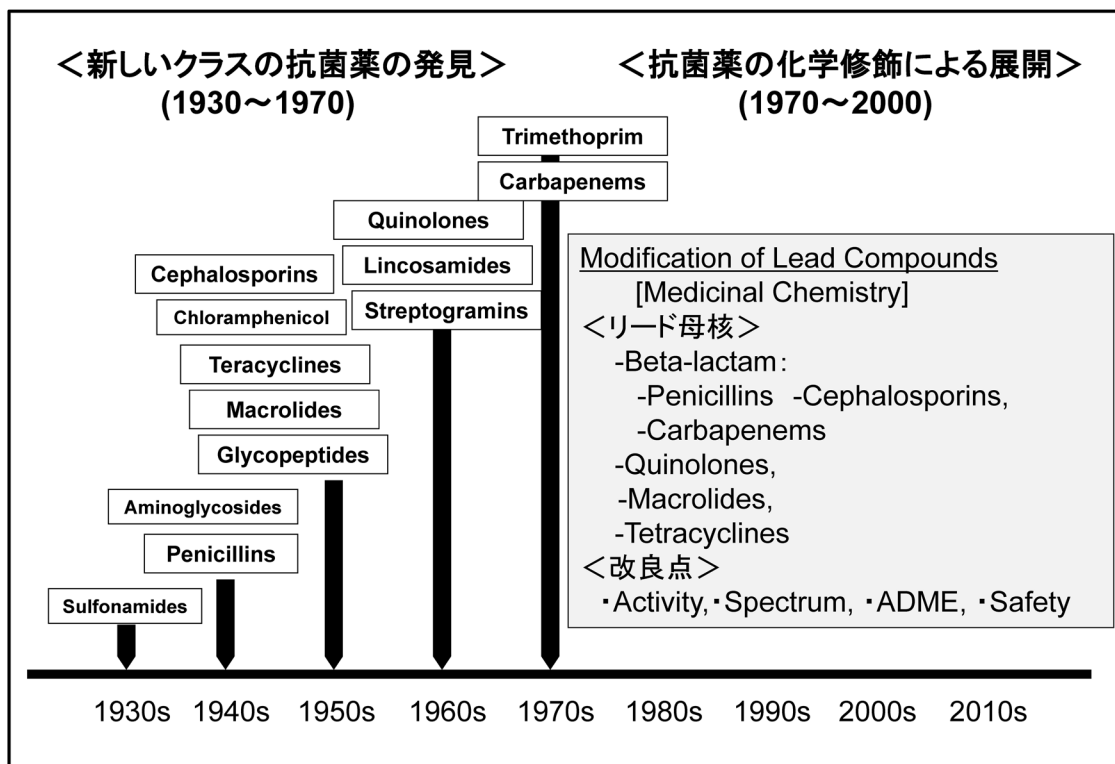 ＜新しいクラスの抗菌薬の発見＞
(1930～1970)
＜抗菌薬の化学修飾による展開＞
(1970～2000)
Trimethoprim
Carbapenems
Quinolones
Lincosamides
Streptogramins
Cephalosporins
Chloramphenicol
Teracyclines
Macrolides
Glycopeptides
Aminoglycosides
Penicillins
Sulfonamides
Modification of Lead Compounds
[Medicinal Chemistry]
＜リード母核＞
-Beta-lactam：
-Penicillins -Cephalosporins,
-Carbapenems
-Quinolones,
-Macrolides,
-Tetracyclines
＜改良点＞
・Activity,・Spectrum, ・ADME, ・Safety
1930s 1940s 1950s 1960s 1970s 1980s 1990s 2000s 2010s